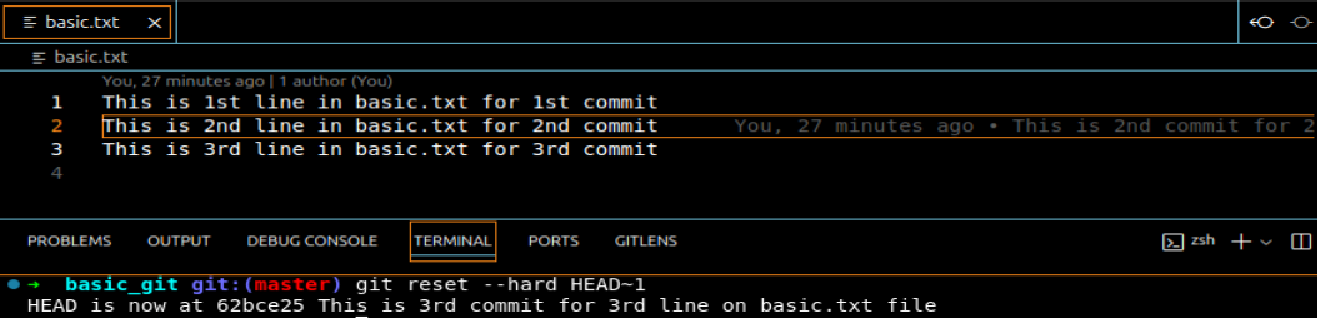 basic.txt
basic.txt
You, 27 minutes ago | 1 author (You)
1 This is 1st line in basic.txt for 1st commit
2 This is 2nd line in basic.txt for 2nd commit You, 27 minutes ago • This is 2nd commit for 2
3 This is 3rd line in basic.txt for 3rd commit
4
PROBLEMS OUTPUT DEBUG CONSOLE TERMINAL PORTS GITLENS zsh
→ basic_git git:(master) git reset --hard HEAD~1
HEAD is now at 62bce25 This is 3rd commit for 3rd line on basic.txt file